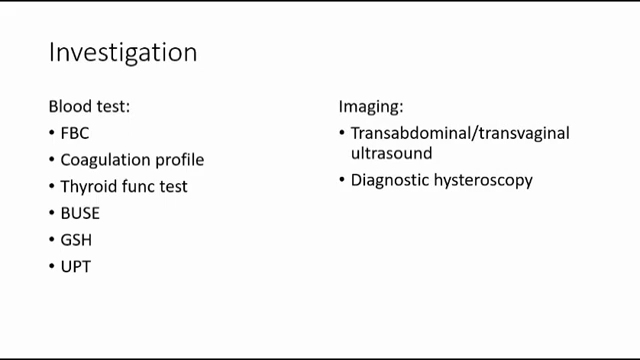 Investigation
Blood test:
• FBC
• Coagulation profile
• Thyroid func test
• BUSE
• GSH
• UPT
Imaging:
• Transabdominal/transvaginal
ultrasound
• Diagnostic hysteroscopy